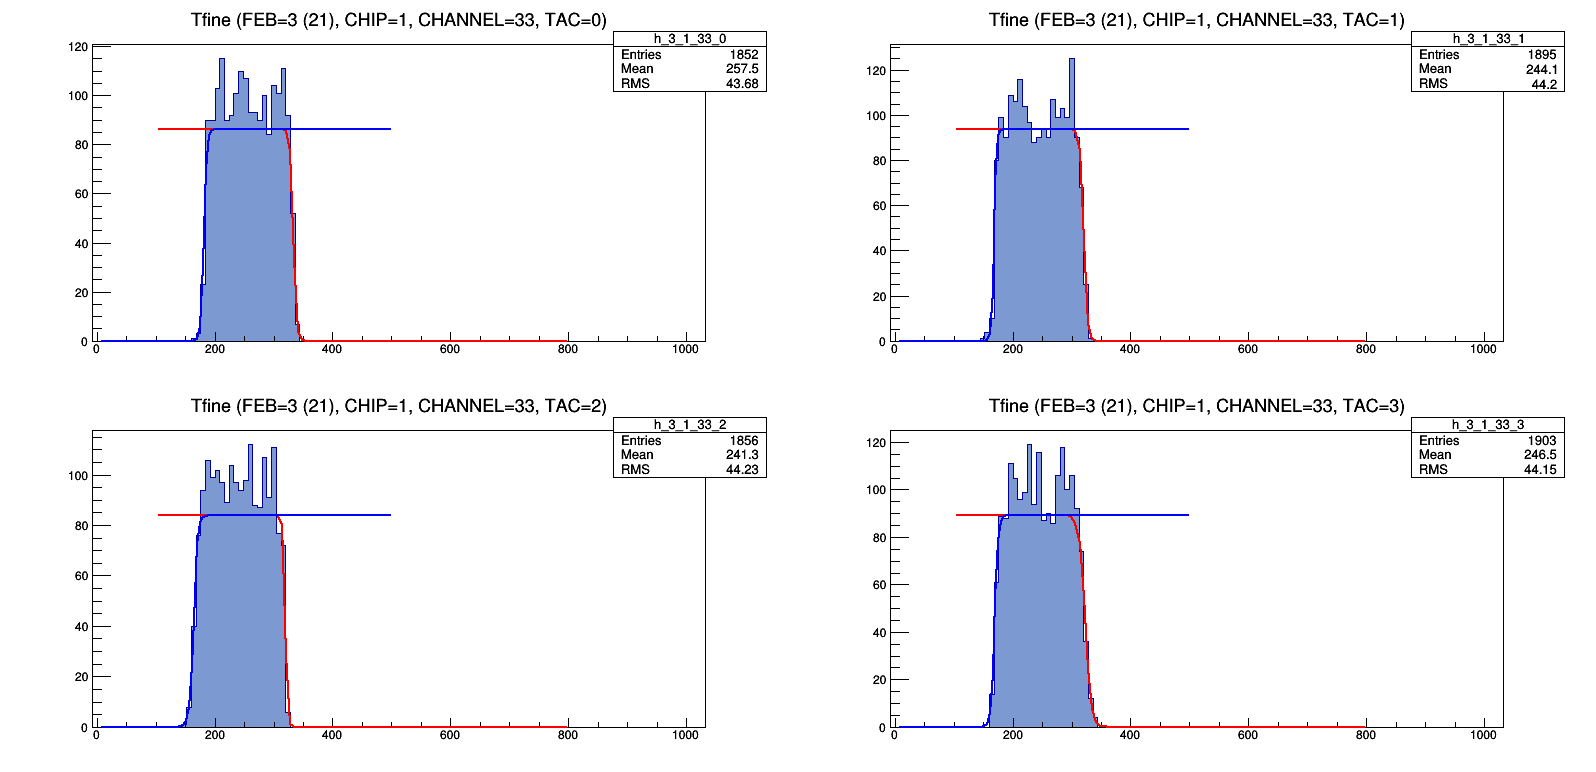 Tfine (FEB=3 (21), CHIP=1, CHANNEL=33, TAC=0)
h_3_1_33_0
Entries 1852
Mean 257.5
RMS 43.68
120
100
80
60
40
20
0
0 200 400 600 800 1000
Tfine (FEB=3 (21), CHIP=1, CHANNEL=33, TAC=1)
h_3_1_33_1
Entries 1895
Mean 244.1
RMS 44.2
120
100
80
60
40
20
0
0 200 400 600 800 1000
Tfine (FEB=3 (21), CHIP=1, CHANNEL=33, TAC=2)
h_3_1_33_2
Entries 1856
Mean 241.3
RMS 44.23
100
80
60
40
20
0
0 200 400 600 800 1000
Tfine (FEB=3 (21), CHIP=1, CHANNEL=33, TAC=3)
h_3_1_33_3
Entries 1903
Mean 246.5
RMS 44.15
120
100
80
60
40
20
0
0 200 400 600 800 1000